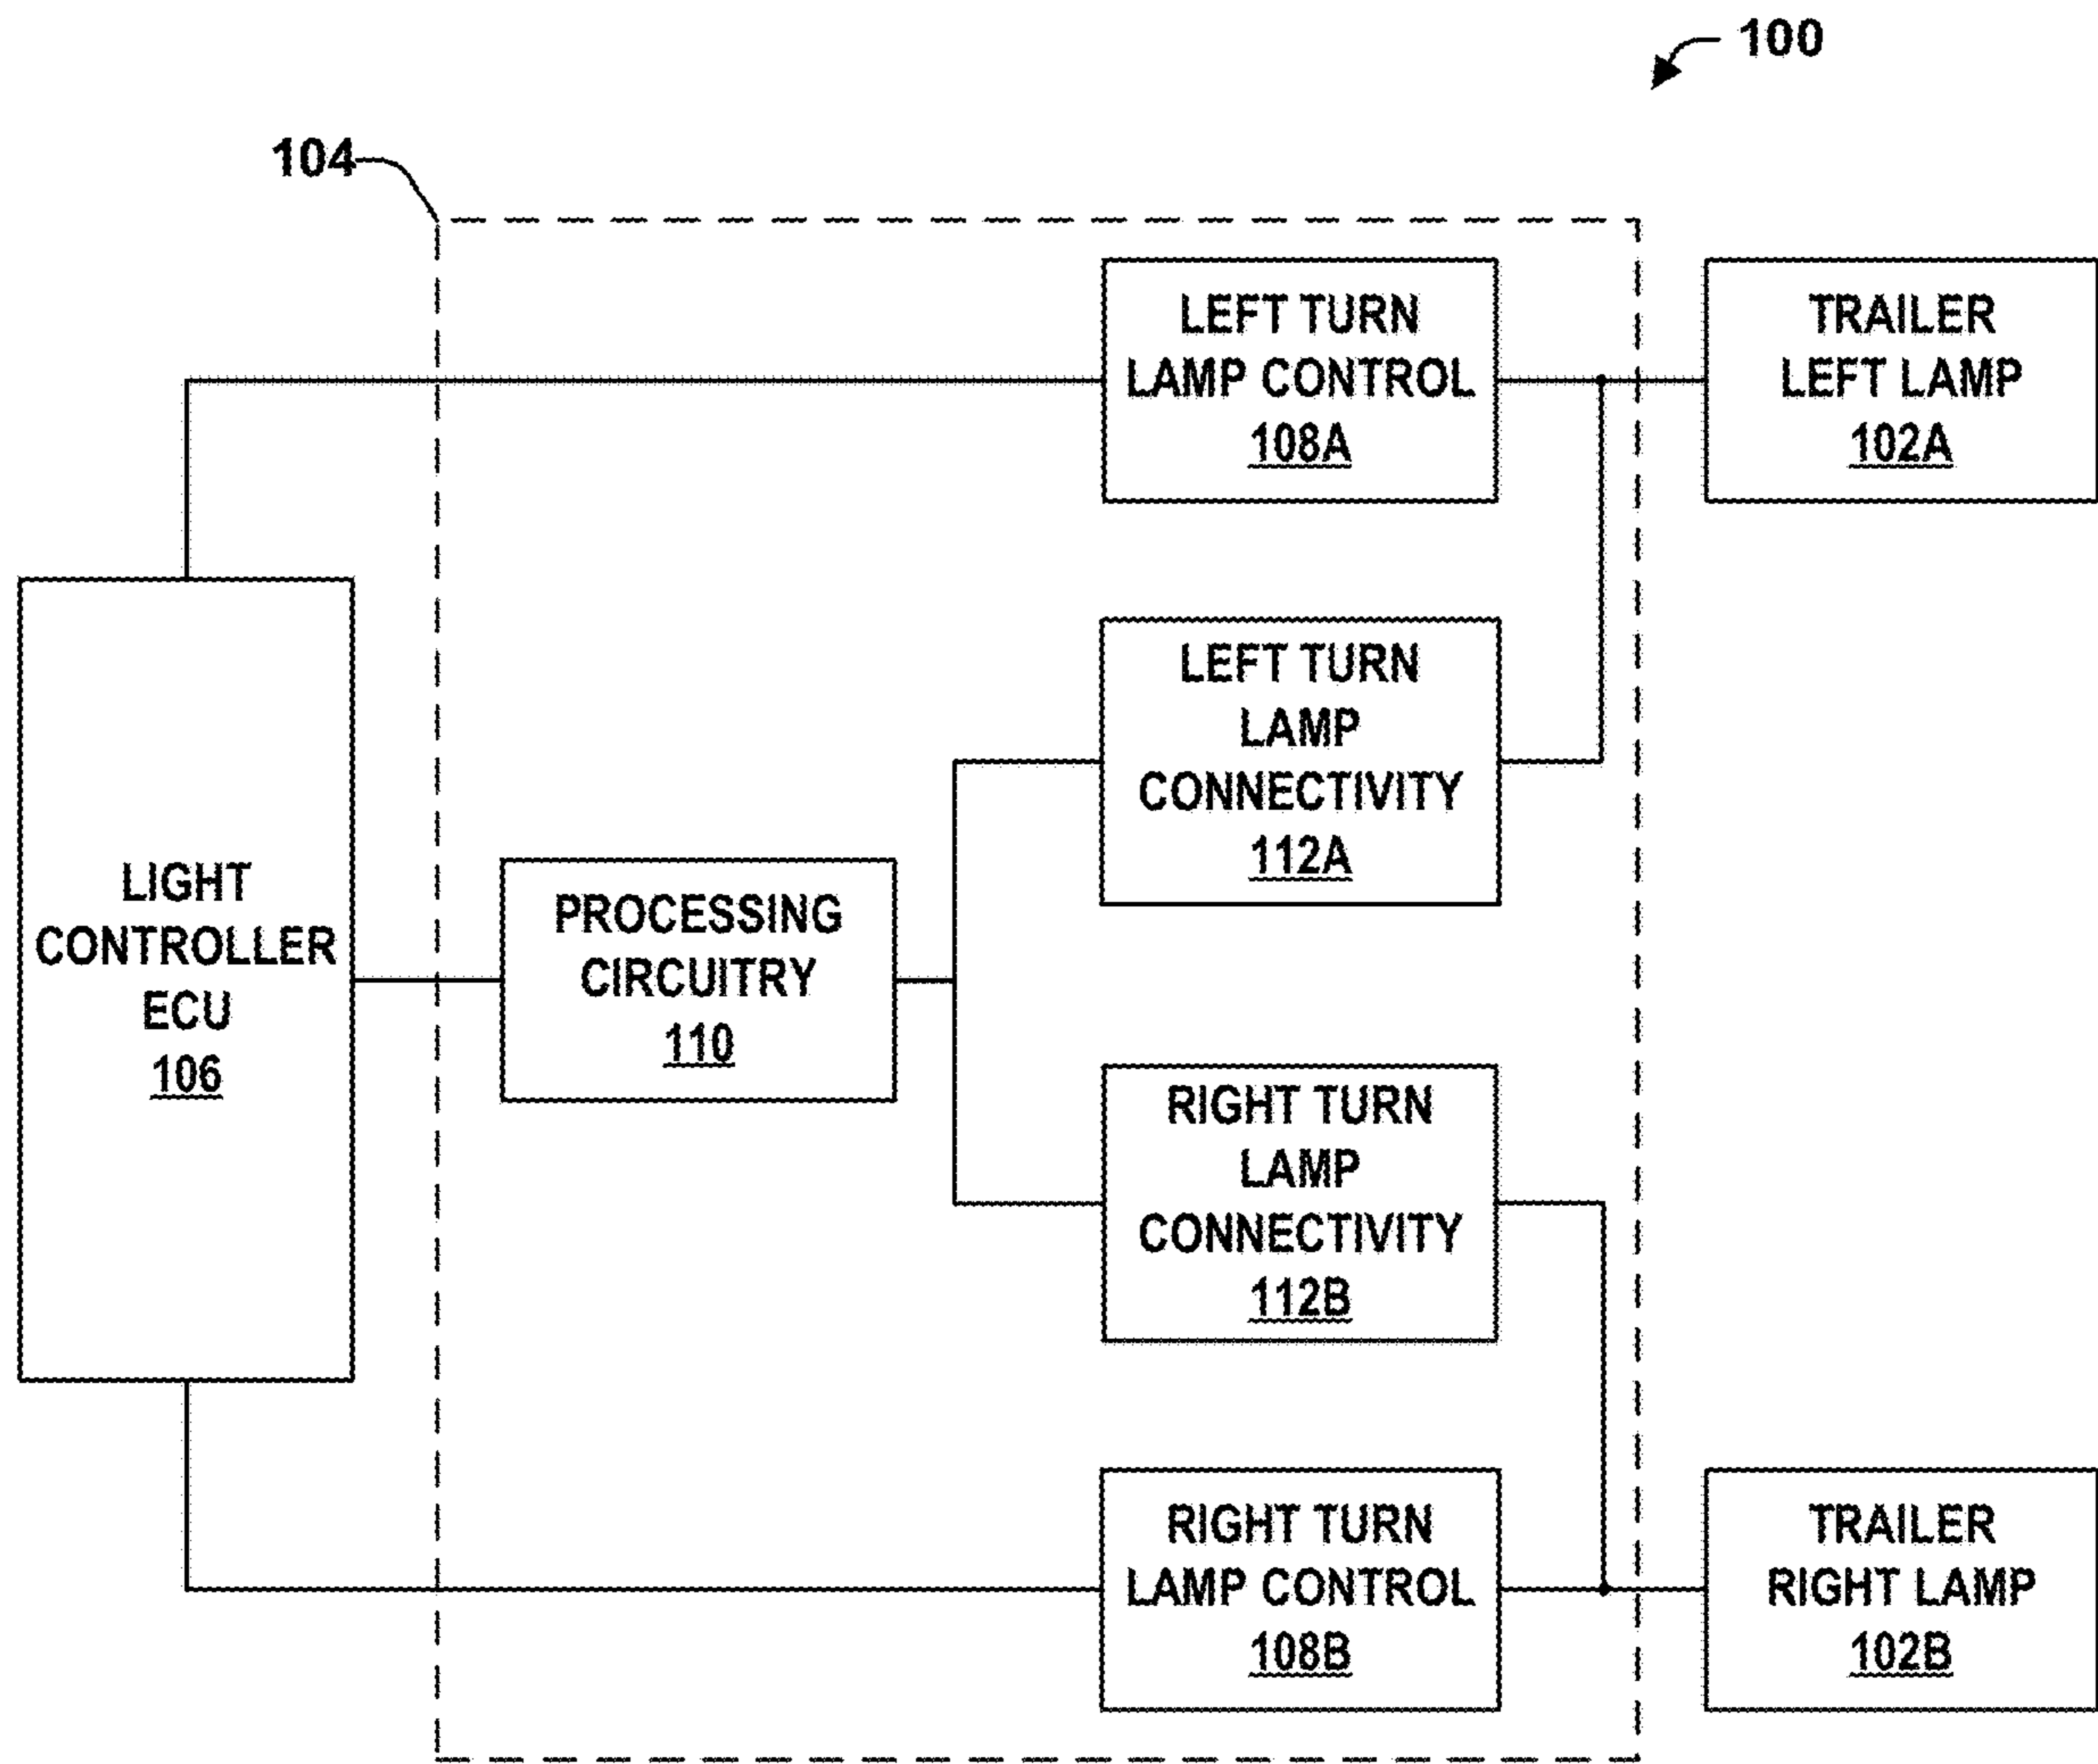 100
104
LEFT TURN
LAMP CONTROL
108A
TRAILER
LEFT LAMP
102A
LEFT TURN
LAMP
CONNECTIVITY
112A
LIGHT
CONTROLLER
ECU
106
PROCESSING
CIRCUITRY
110
RIGHT TURN
LAMP
CONNECTIVITY
112B
RIGHT TURN
LAMP CONTROL
108B
TRAILER
RIGHT LAMP
102B